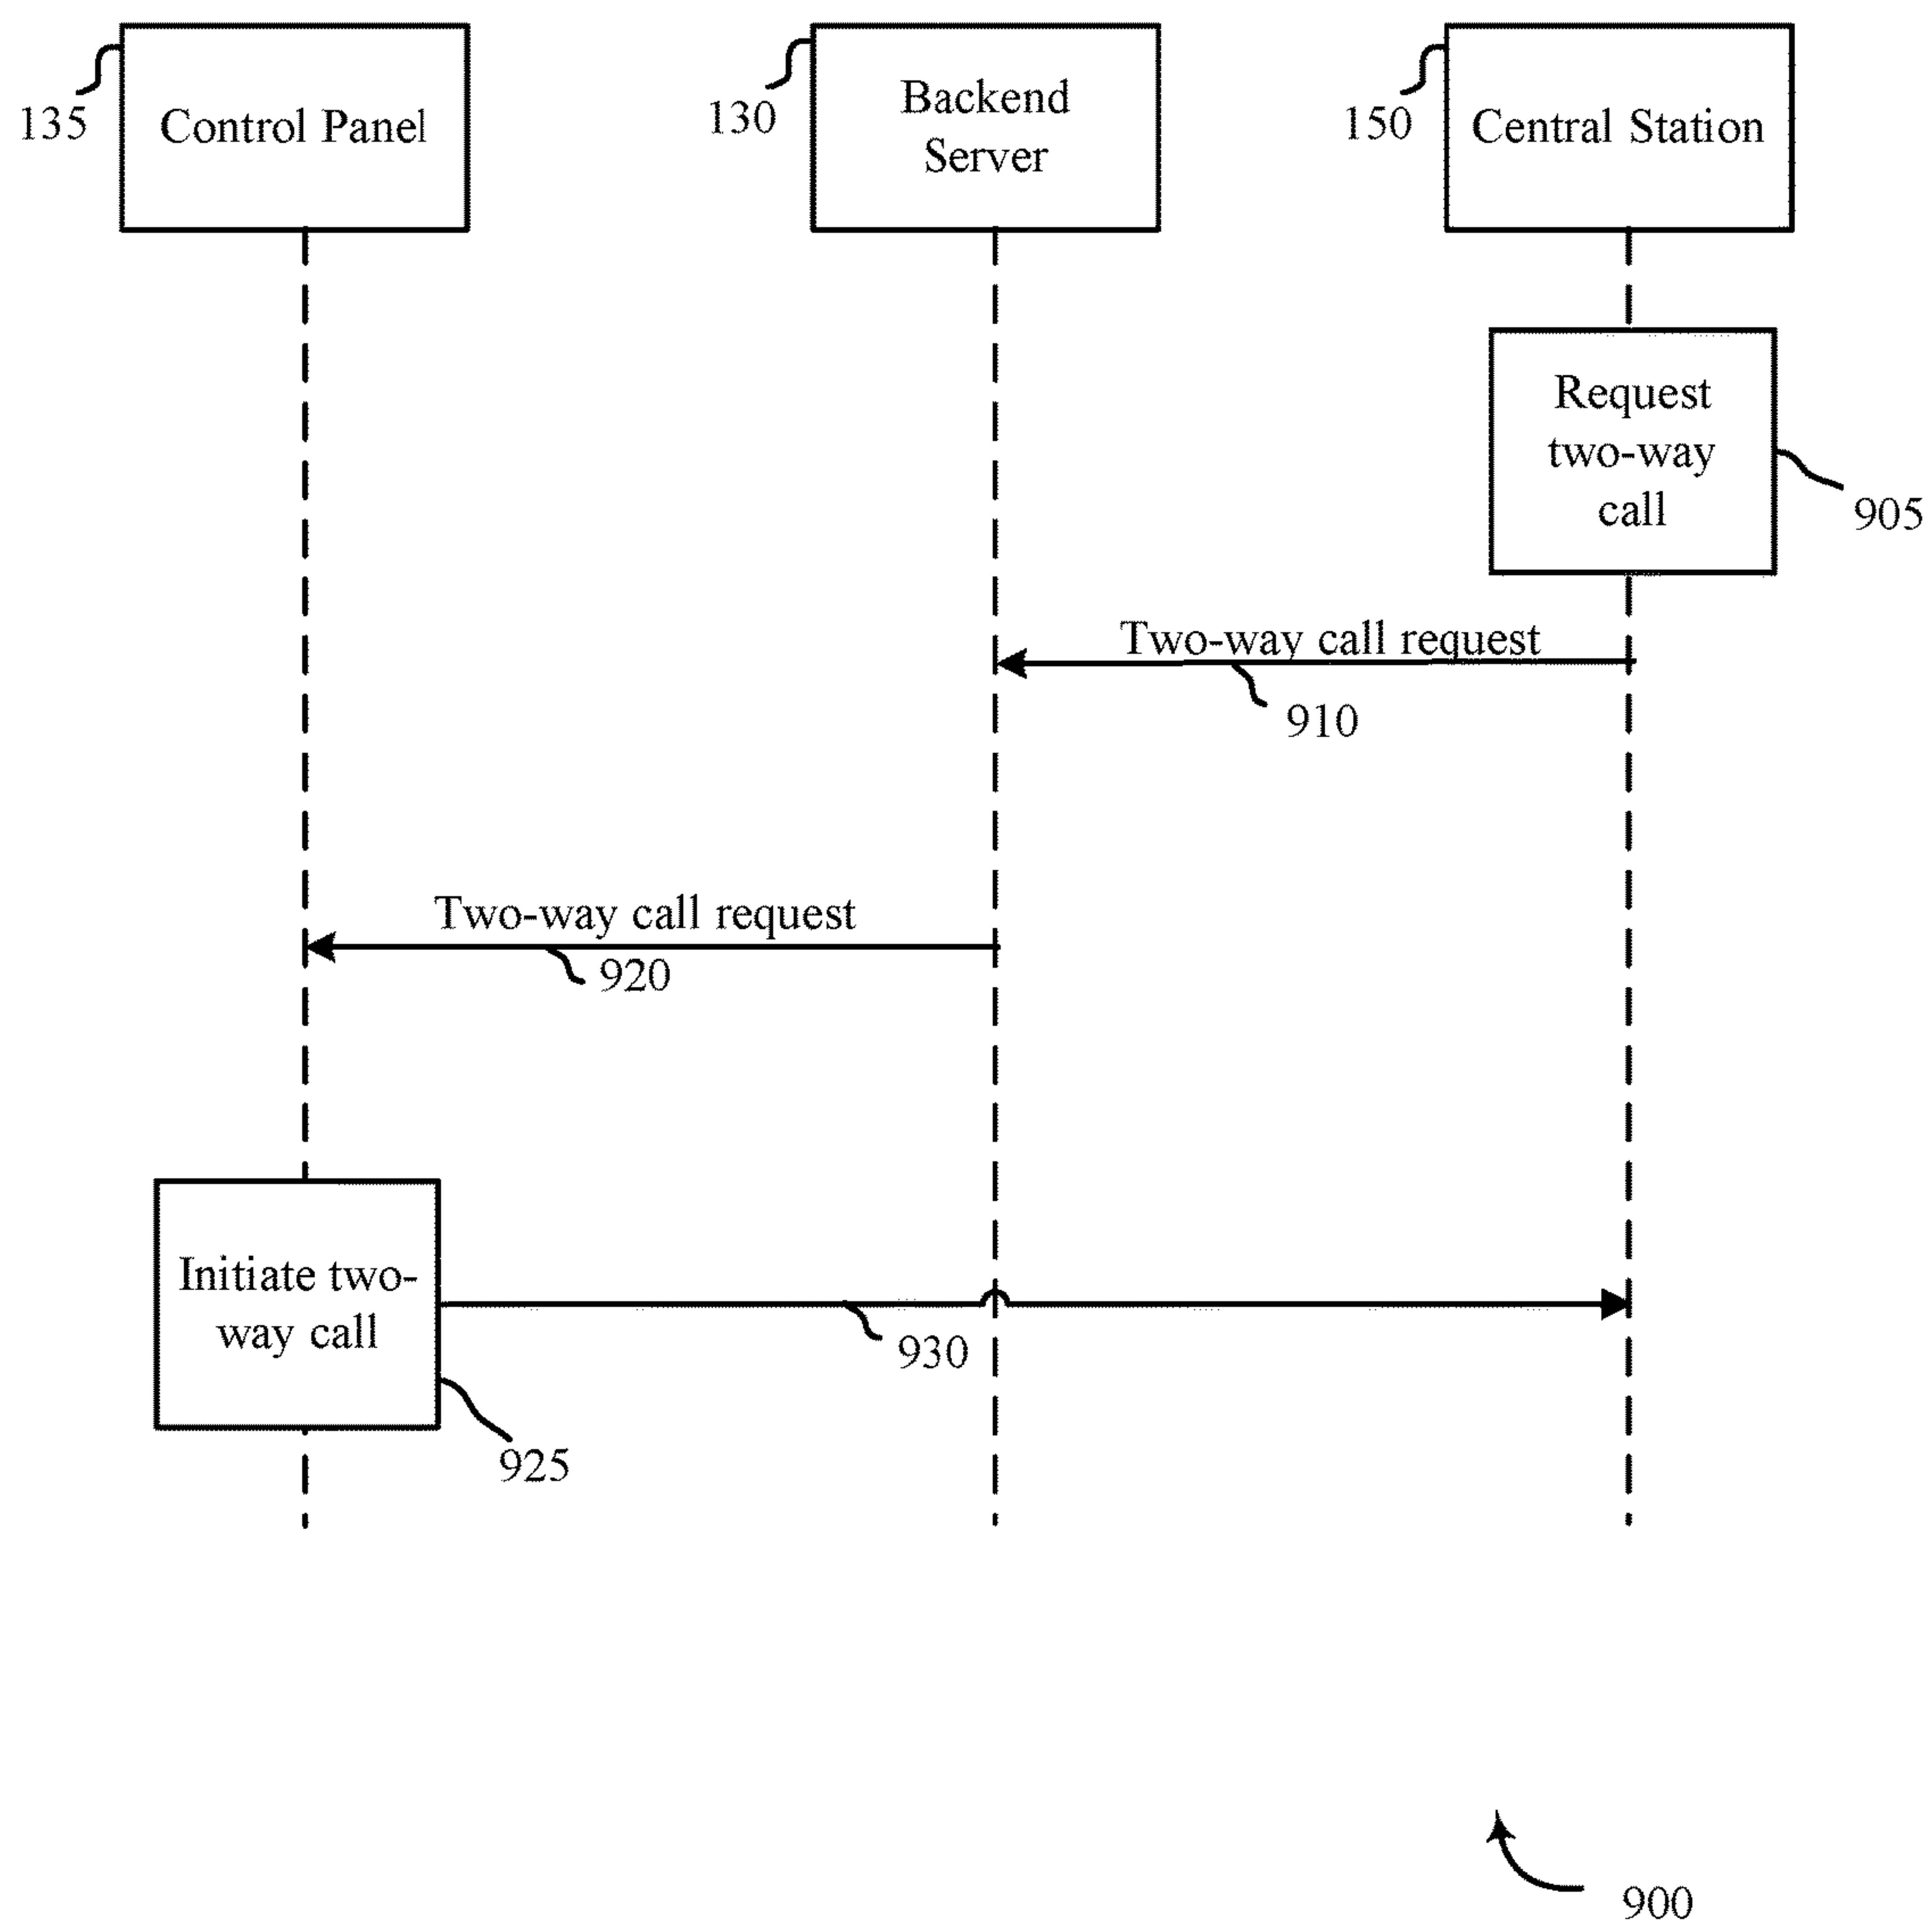 135
Control Panel
130
Backend
Server
150
Central Station
Request
two-way
call
905
Two-way call request
910
Two-way call request
920
Initiate two-
way call
930
925
900